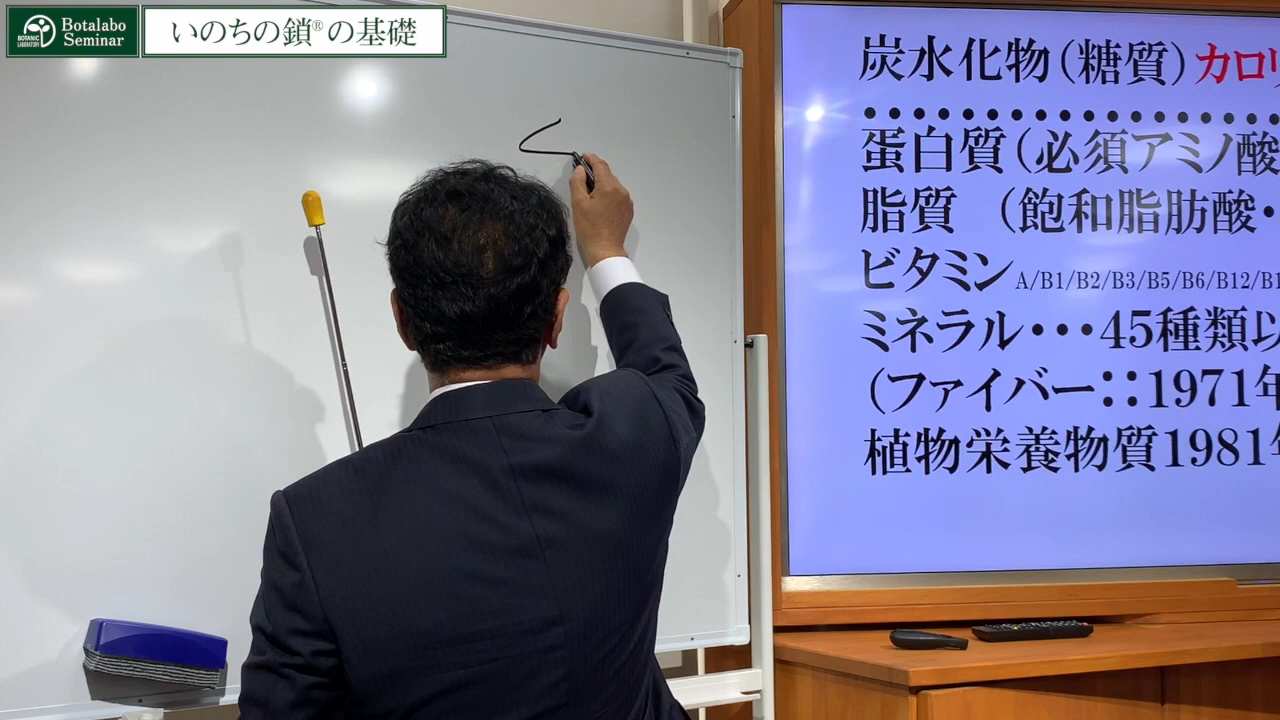 BOTANIC
LABORATORY
Botalabo
Seminar
いのちの鎖®の基礎
炭水化物（糖質）カロリ
••••••••••••••••••••
蛋白質（必須アミノ酸
脂質 （飽和脂肪酸・
ビタミン A/B1/B2/B3/B5/B6/B12/B1
ミネラル・・・45種類以
（ファイバー：：1971年
植物栄養物質1981年